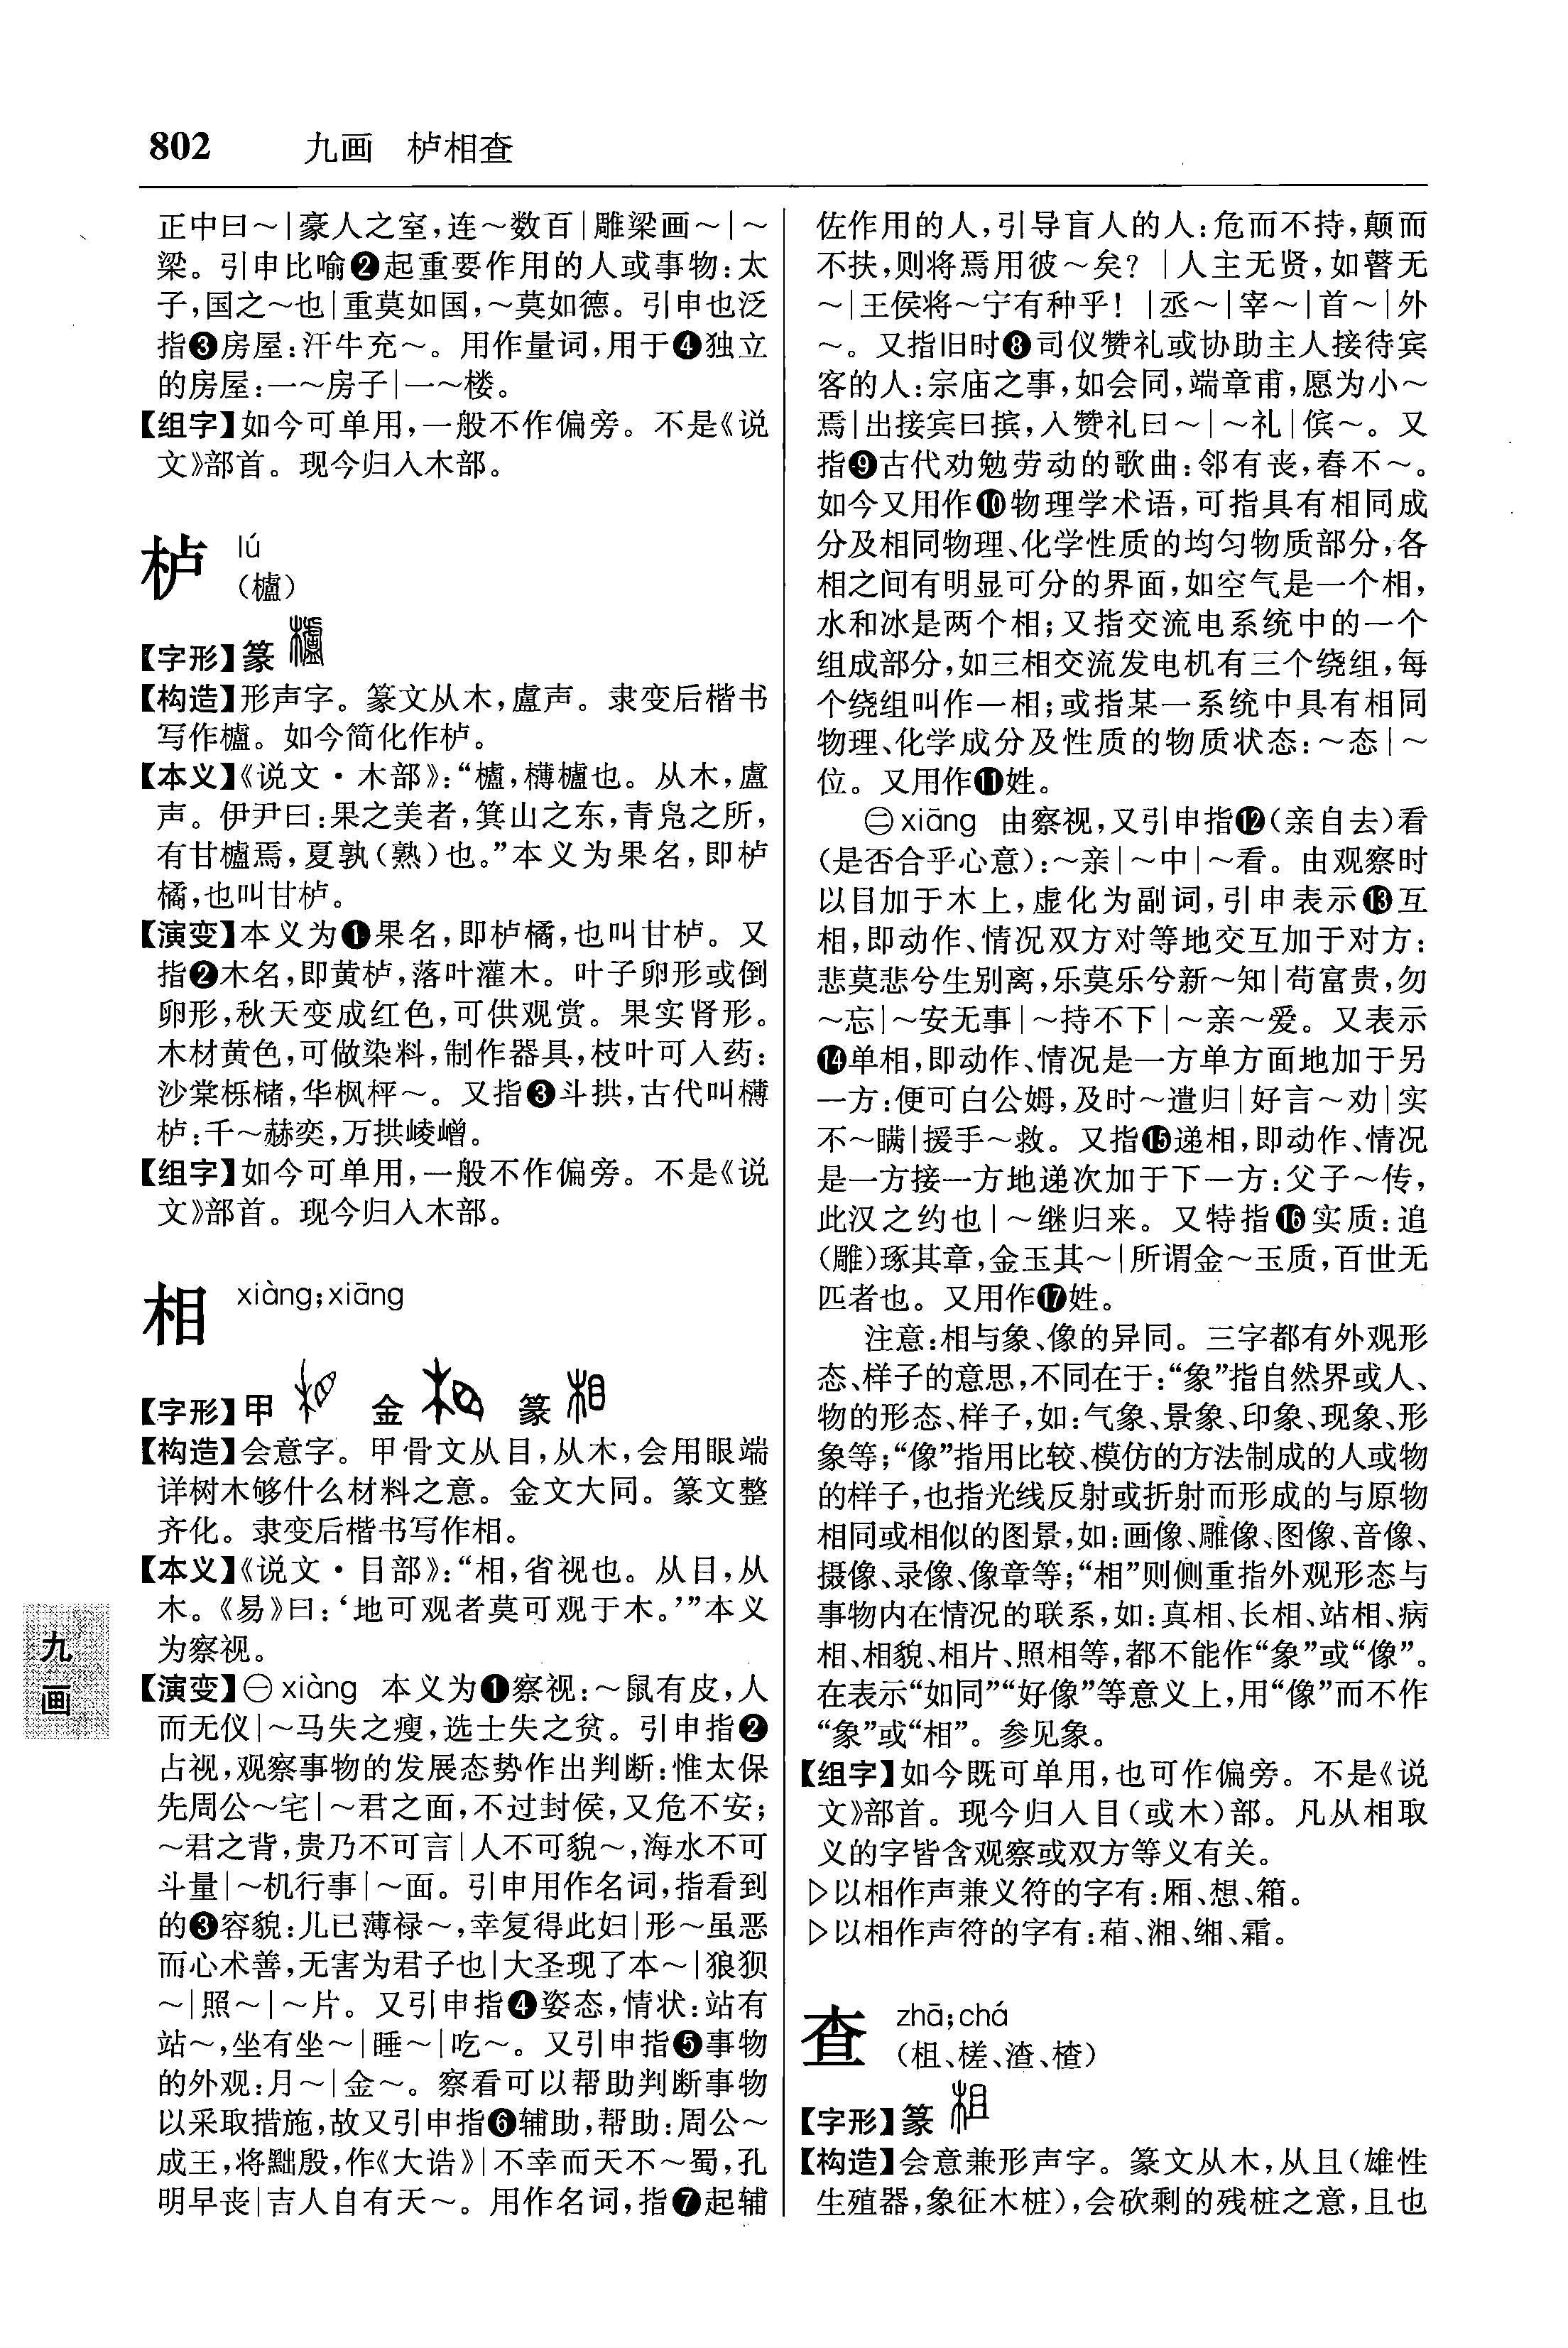 802 九画 栌相查
正中曰～|豪人之室,连～数百|雕梁画～|～
梁。引申比喻❷起重要作用的人或事物:太
子,国之～也|重莫如国,～莫如德。引申也泛
指❸房屋:汗牛充～。用作量词,用于❹独立
的房屋:一～房子|一～楼。
【组字】如今可单用,一般不作偏旁。不是《说
文》部首。现今归入木部。
栌 lú
(櫨)
【字形】篆
【构造】形声字。篆文从木,盧声。隶变后楷书
写作櫨。如今简化作栌。
【本义】《说文·木部》:“櫨,欂櫨也。从木,盧
声。伊尹曰:果之美者,箕山之东,青凫之所,
有甘櫨焉,夏孰(熟)也。”本义为果名,即栌
橘,也叫甘栌。
【演变】本义为❶果名,即栌橘,也叫甘栌。又
指❷木名,即黄栌,落叶灌木。叶子卵形或倒
卵形,秋天变成红色,可供观赏。果实肾形。
木材黄色,可做染料,制作器具,枝叶可入药:
沙棠栎槠,华枫枰～。又指❸斗拱,古代叫欂
栌:千～赫奕,万拱崚嶒。
【组字】如今可单用,一般不作偏旁。不是《说
文》部首。现今归入木部。
相 xiàng;xiāng
【字形】甲 金 篆
【构造】会意字。甲骨文从目,从木,会用眼端
详树木够什么材料之意。金文大同。篆文整
齐化。隶变后楷书写作相。
【本义】《说文·目部》:“相,省视也。从目,从
木。《易》曰:‘地可观者莫可观于木。’”本义
为察视。
【演变】㊀xiàng 本义为❶察视:～鼠有皮,人
而无仪|～马失之瘦,选士失之贫。引申指❷
占视,观察事物的发展态势作出判断:惟太保
先周公～宅|～君之面,不过封侯,又危不安;
～君之背,贵乃不可言|人不可貌～,海水不可
斗量|～机行事|～面。引申用作名词,指看到
的❸容貌:儿已薄禄～,幸复得此妇|形～虽恶
而心术善,无害为君子也|大圣现了本～|狼狈
～|照～|～片。又引申指❹姿态,情状:站有
站～,坐有坐～|睡～|吃～。又引申指❺事物
的外观:月～|金～。察看可以帮助判断事物
以采取措施,故又引申指❻辅助,帮助:周公～
成王,将黜殷,作《大诰》|不幸而天不～蜀,孔
明早丧|吉人自有天～。用作名词,指❼起辅
九
画
佐作用的人,引导盲人的人:危而不持,颠而
不扶,则将焉用彼～矣?|人主无贤,如瞽无
～|王侯将～宁有种乎!|丞～|宰～|首～|外
～。又指旧时❽司仪赞礼或协助主人接待宾
客的人:宗庙之事,如会同,端章甫,愿为小～
焉|出接宾曰摈,入赞礼曰～|～礼|傧～。又
指❾古代劝勉劳动的歌曲:邻有丧,舂不～。
如今又用作❿物理学术语,可指具有相同成
分及相同物理、化学性质的均匀物质部分,各
相之间有明显可分的界面,如空气是一个相,
水和冰是两个相;又指交流电系统中的一个
组成部分,如三相交流发电机有三个绕组,每
个绕组叫作一相;或指某一系统中具有相同
物理、化学成分及性质的物质状态:～态|～
位。又用作⓫姓。
㊁xiāng 由察视,又引申指⓬(亲自去)看
(是否合乎心意):～亲|～中|～看。由观察时
以目加于木上,虚化为副词,引申表示⓭互
相,即动作、情况双方对等地交互加于对方:
悲莫悲兮生别离,乐莫乐兮新～知|苟富贵,勿
～忘|～安无事|～持不下|～亲～爱。又表示
⓮单相,即动作、情况是一方单方面地加于另
一方:便可白公姆,及时～遣归|好言～劝|实
不～瞒|援手～救。又指⓯递相,即动作、情况
是一方接一方地递次加于下一方:父子～传,
此汉之约也|～继归来。又特指⓰实质:追
(雕)琢其章,金玉其～|所谓金～玉质,百世无
匹者也。又用作⓱姓。
注意:相与象、像的异同。三字都有外观形
态、样子的意思,不同在于:“象”指自然界或人、
物的形态、样子,如:气象、景象、印象、现象、形
象等;“像”指用比较、模仿的方法制成的人或物
的样子,也指光线反射或折射而形成的与原物
相同或相似的图景,如:画像、雕像、图像、音像、
摄像、录像、像章等;“相”则侧重指外观形态与
事物内在情况的联系,如:真相、长相、站相、病
相、相貌、相片、照相等,都不能作“象”或“像”。
在表示“如同”“好像”等意义上,用“像”而不作
“象”或“相”。参见象。
【组字】如今既可单用,也可作偏旁。不是《说
文》部首。现今归入目(或木)部。凡从相取
义的字皆含观察或双方等义有关。
▷以相作声兼义符的字有:厢、想、箱。
▷以相作声符的字有:葙、湘、缃、霜。
查 zhā;chá
(柤、槎、渣、楂)
【字形】篆
【构造】会意兼形声字。篆文从木,从且(雄性
生殖器,象征木桩),会砍剩的残桩之意,且也